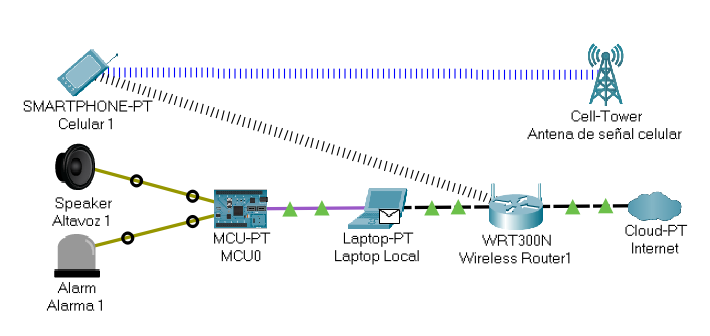 SMARTPHONE-PT
Celular 1
Cell-Tower
Antena de señal celular
Speaker
Altavoz 1
MCU-PT
MCU0
Laptop-PT
Laptop Local
WRT300N
Wireless Router1
Cloud-PT
Internet
Alarm
Alarma 1